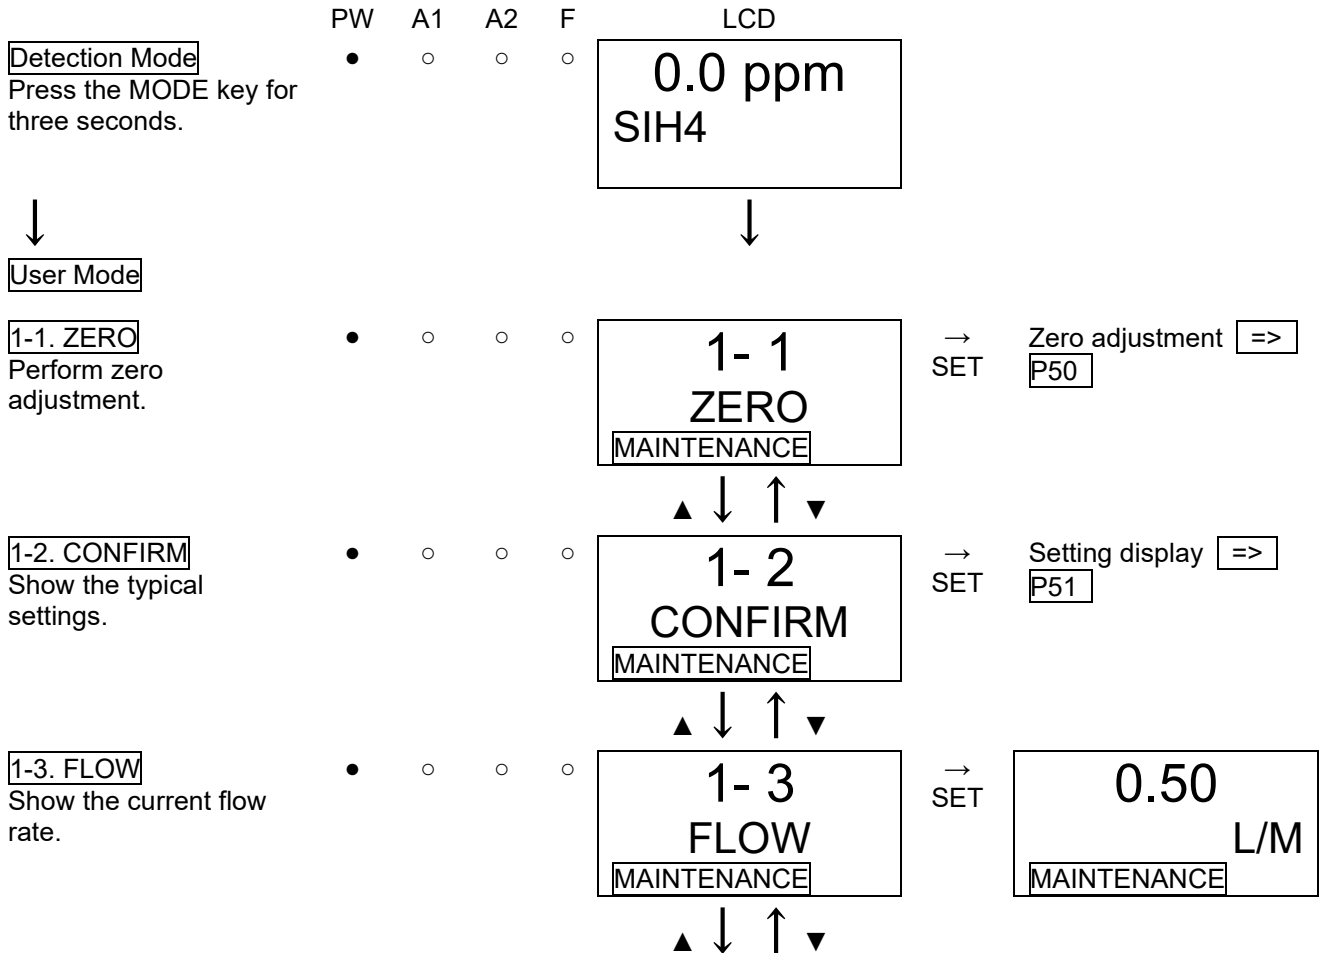 PW A1 A2 F LCD
Detection Mode ● ○ ○ ○ 0.0 ppm
Press the MODE key for
three seconds.
SIH4
↓ ↓
User Mode
1-1. ZERO ● ○ ○ ○ 1- 1 → Zero adjustment =>
Perform zero ZERO SET P50
adjustment.
MAINTENANCE
▲ ↓ ↑ ▼
1-2. CONFIRM ● ○ ○ ○ 1- 2 → Setting display =>
Show the typical CONFIRM SET P51
settings.
MAINTENANCE
▲ ↓ ↑ ▼
1-3. FLOW ● ○ ○ ○ 1- 3 → 0.50
Show the current flow FLOW SET L/M
rate.
MAINTENANCE MAINTENANCE
▲ ↓ ↑ ▼